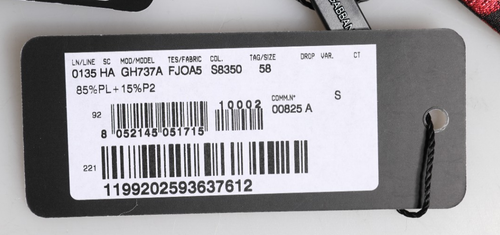 GABBANA
LN/LINE SC MOD/MODEL TES/FABRIC COL. TAG/SIZE DROP VAR. CT
0135 HA GH737A FJOA5 S8350 58
85%PL+15%P2
10002 COMM.N° S
92 00825 A
8 052145 051715
221
1199202593637612